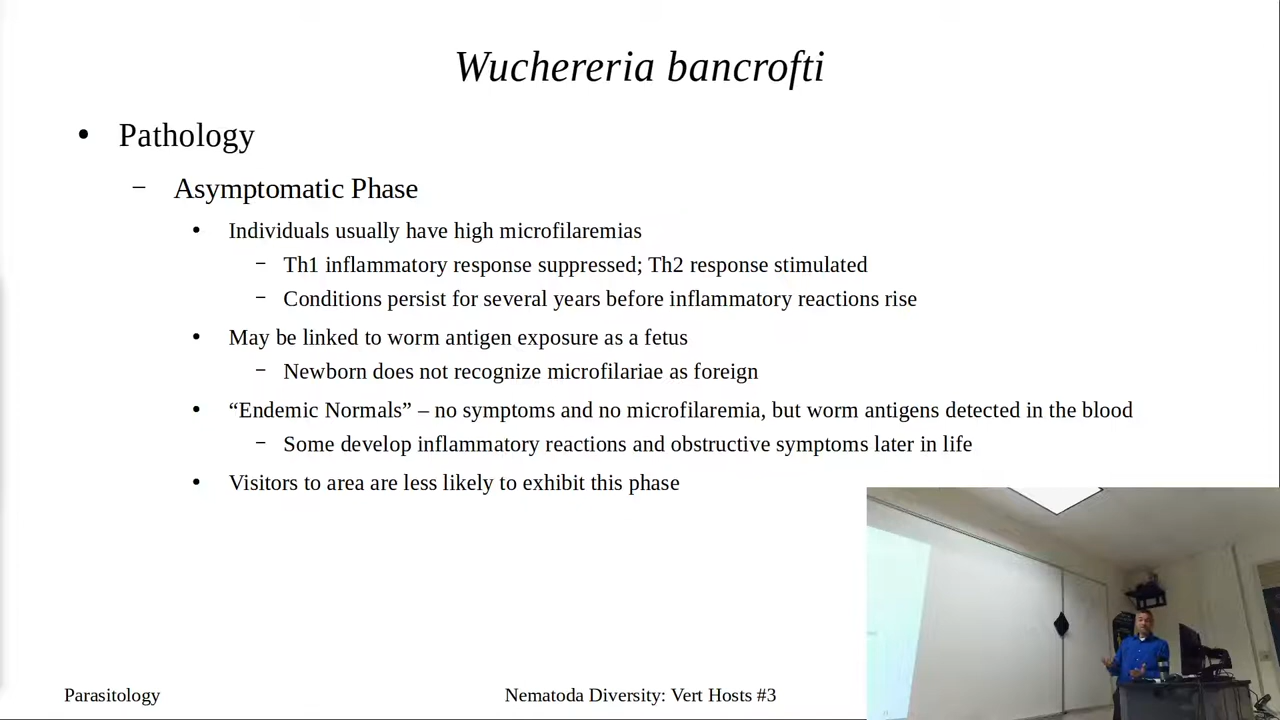 Wuchereria bancrofti
• Pathology
– Asymptomatic Phase
• Individuals usually have high microfilaremias
– Th1 inflammatory response suppressed; Th2 response stimulated
– Conditions persist for several years before inflammatory reactions rise
• May be linked to worm antigen exposure as a fetus
– Newborn does not recognize microfilariae as foreign
• “Endemic Normals” – no symptoms and no microfilaremia, but worm antigens detected in the blood
– Some develop inflammatory reactions and obstructive symptoms later in life
• Visitors to area are less likely to exhibit this phase
Parasitology
Nematoda Diversity: Vert Hosts #3